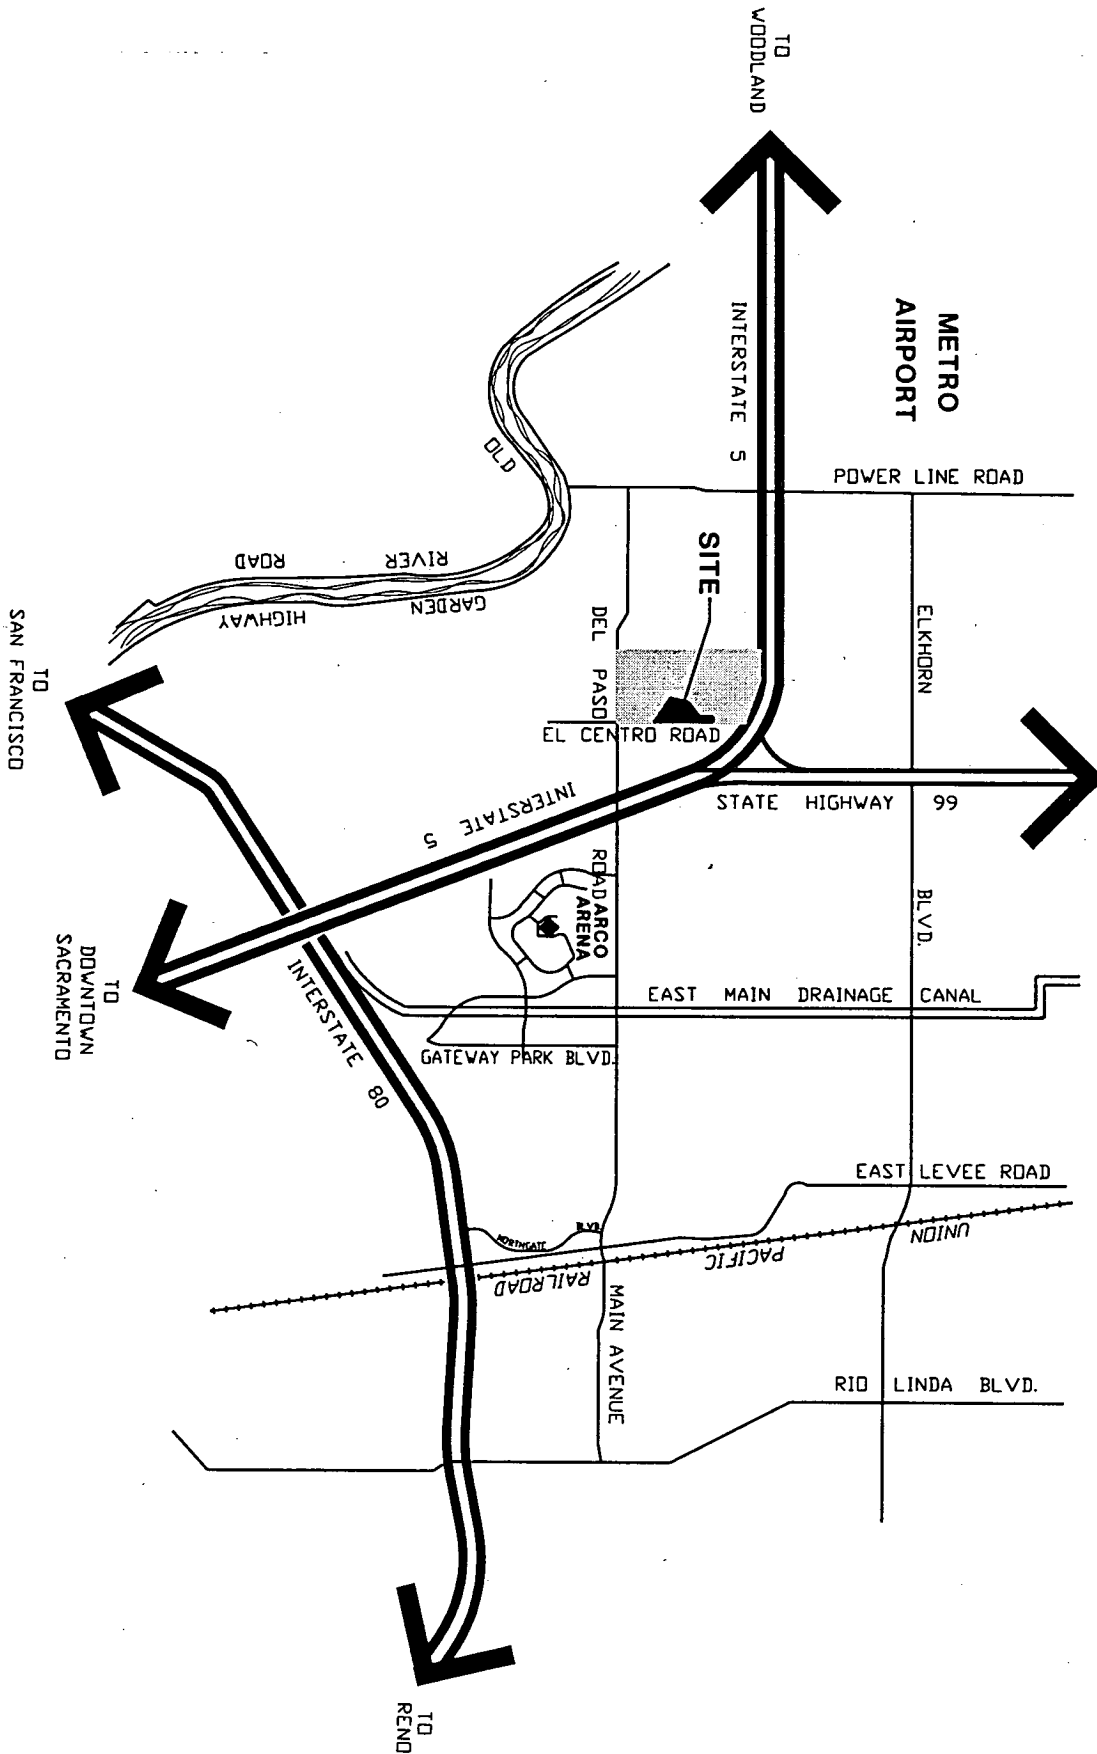 TO
WOODLAND
METRO
AIRPORT
INTERSTATE 5
POWER LINE ROAD
OLD
RIVER
ROAD
GARDEN
HIGHWAY
SITE
ELKHORN
BLVD.
DEL PASO
ROAD
EL CENTRO ROAD
STATE HIGHWAY 99
INTERSTATE 5
TO
SAN FRANCISCO
ARCO
ARENA
EAST MAIN DRAINAGE CANAL
GATEWAY PARK BLVD.
TO
DOWNTOWN
SACRAMENTO
INTERSTATE 80
EAST LEVEE ROAD
UNION
PACIFIC
RAILROAD
NORTHGATE
BLVD
MAIN AVENUE
RIO LINDA BLVD.
TO
RENO